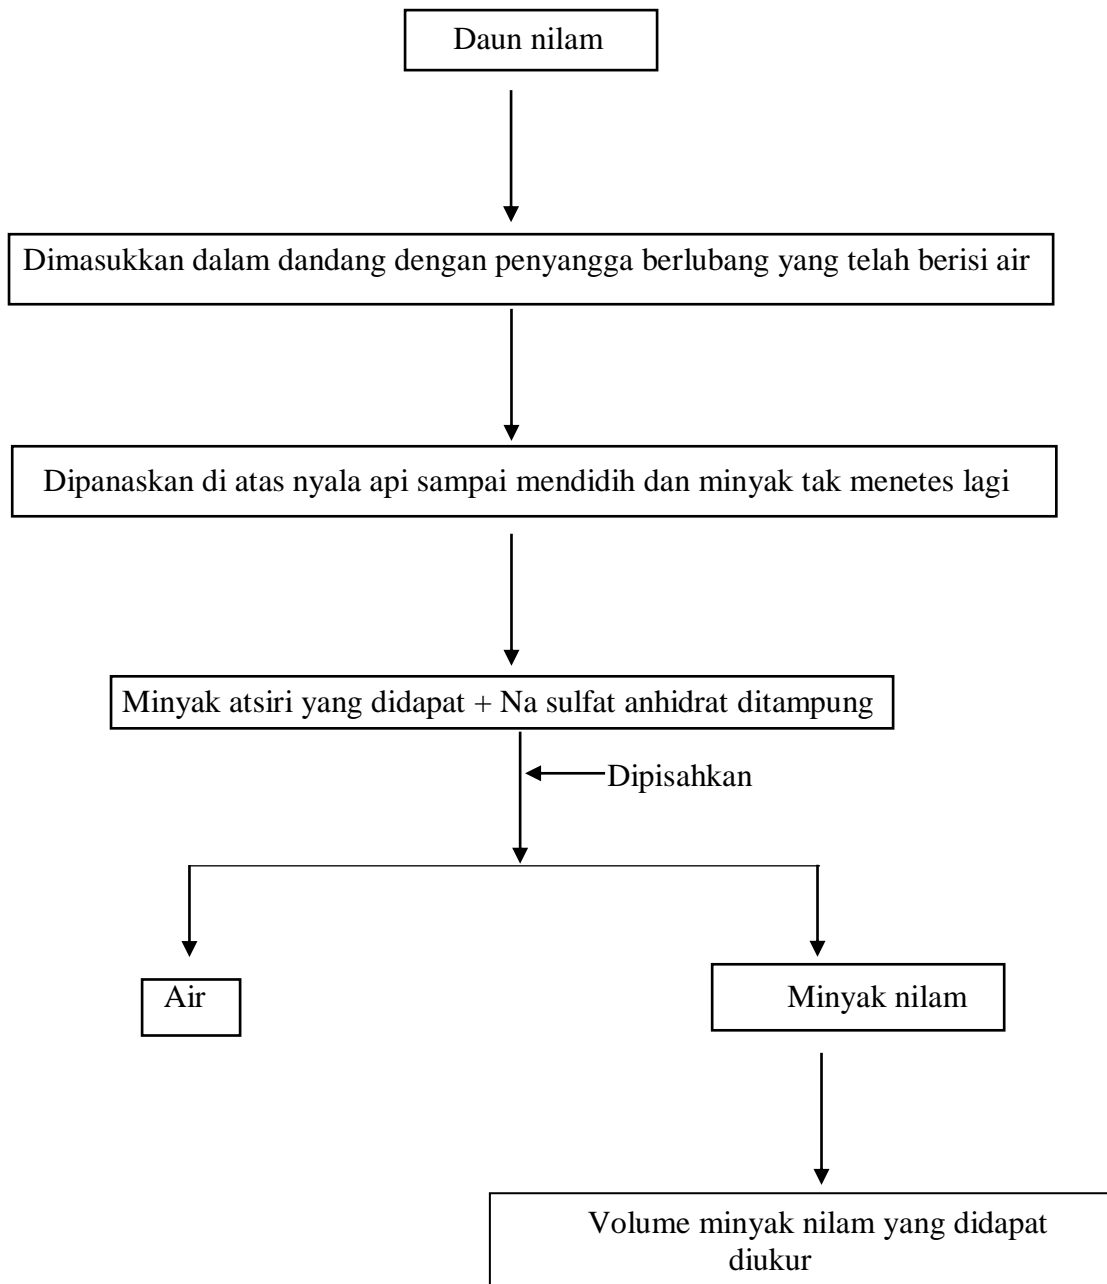 Daun nilam
Dimasukkan dalam dandang dengan penyangga berlubang yang telah berisi air
Dipanaskan di atas nyala api sampai mendidih dan minyak tak menetes lagi
Minyak atsiri yang didapat + Na sulfat anhidrat ditampung
Dipisahkan
Air
Minyak nilam
Volume minyak nilam yang didapat
diukur